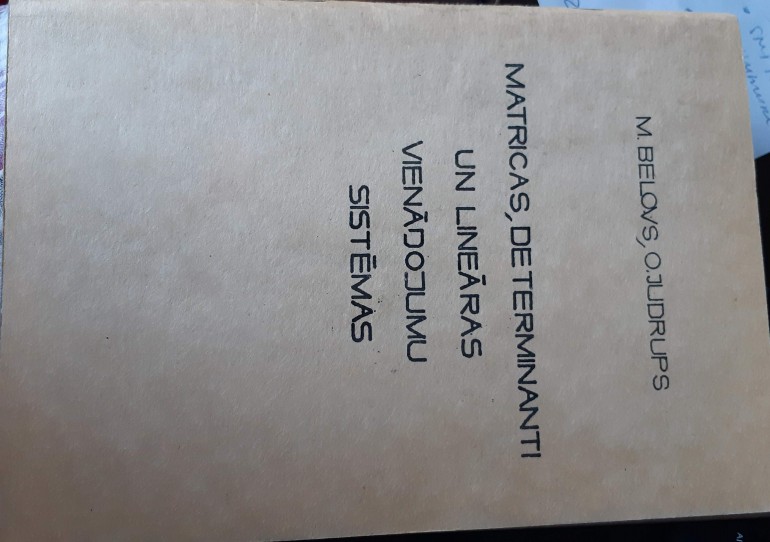 M. BELOVS, O.JUDRUPS
MATRICAS, DETERMINANTI
UN LINEĀRAS
VIENĀDOJUMU
SISTĒMAS